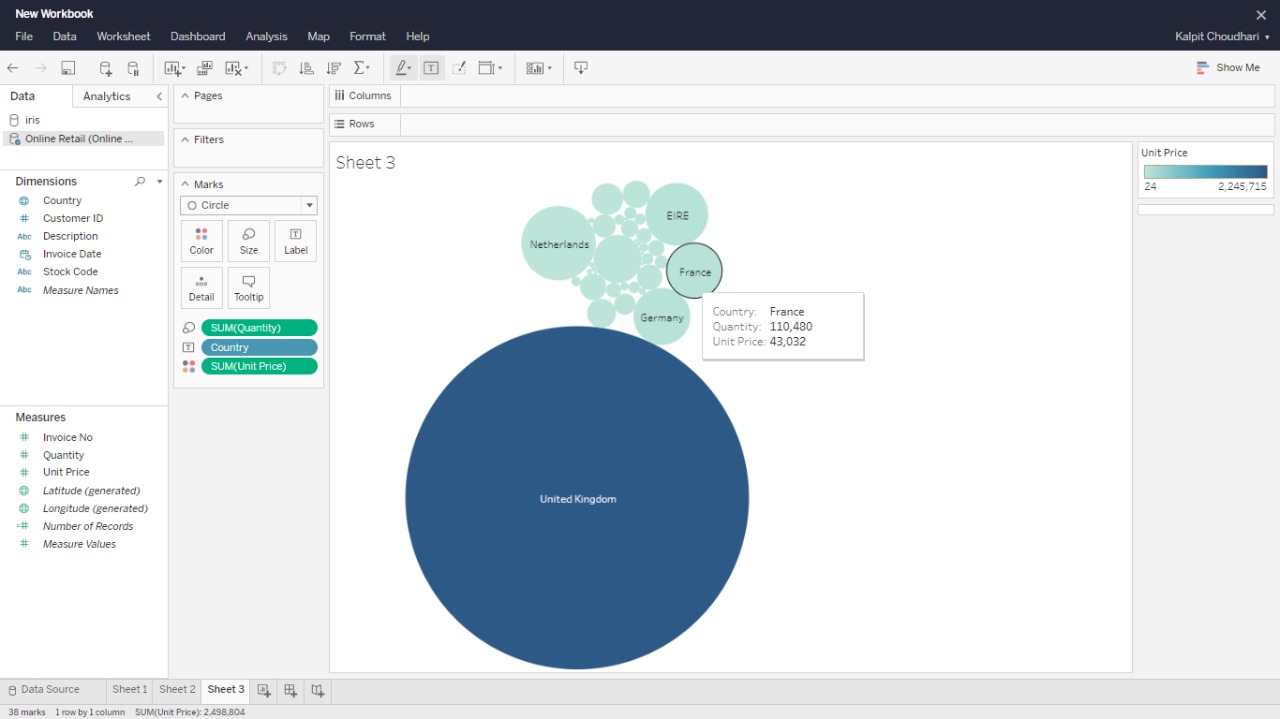 New Workbook
File Data Worksheet Dashboard Analysis Map Format Help
Kalpit Choudhari
Show Me
Data Analytics
iris
Online Retail (Online ...
Dimensions
Country
Customer ID
Abc Description
Invoice Date
Abc Stock Code
Abc Measure Names
Measures
Invoice No
Quantity
Unit Price
Latitude (generated)
Longitude (generated)
Number of Records
Measure Values
Pages
Filters
Marks
Circle
Color Size Label
Detail Tooltip
SUM(Quantity)
Country
SUM(Unit Price)
Columns
Rows
Sheet 3
EIRE
Netherlands
France
Germany
Country: France
Quantity: 110,480
Unit Price: 43,032
United Kingdom
Unit Price
24 2,245,715
Data Source Sheet 1 Sheet 2 Sheet 3
38 marks 1 row by 1 column SUM(Unit Price): 2,498,804